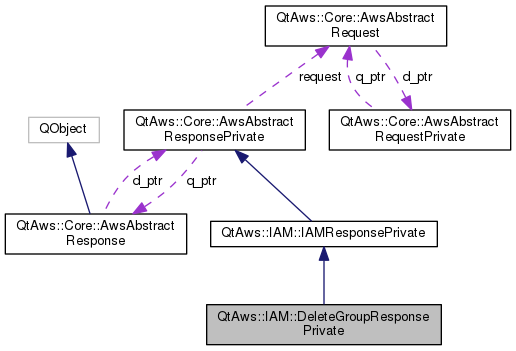 QtAws::Core::AwsAbstract
Request
request
q_ptr
d_ptr
QObject
QtAws::Core::AwsAbstract
ResponsePrivate
QtAws::Core::AwsAbstract
RequestPrivate
d_ptr
q_ptr
QtAws::Core::AwsAbstract
Response
QtAws::IAM::IAMResponsePrivate
QtAws::IAM::DeleteGroupResponse
Private